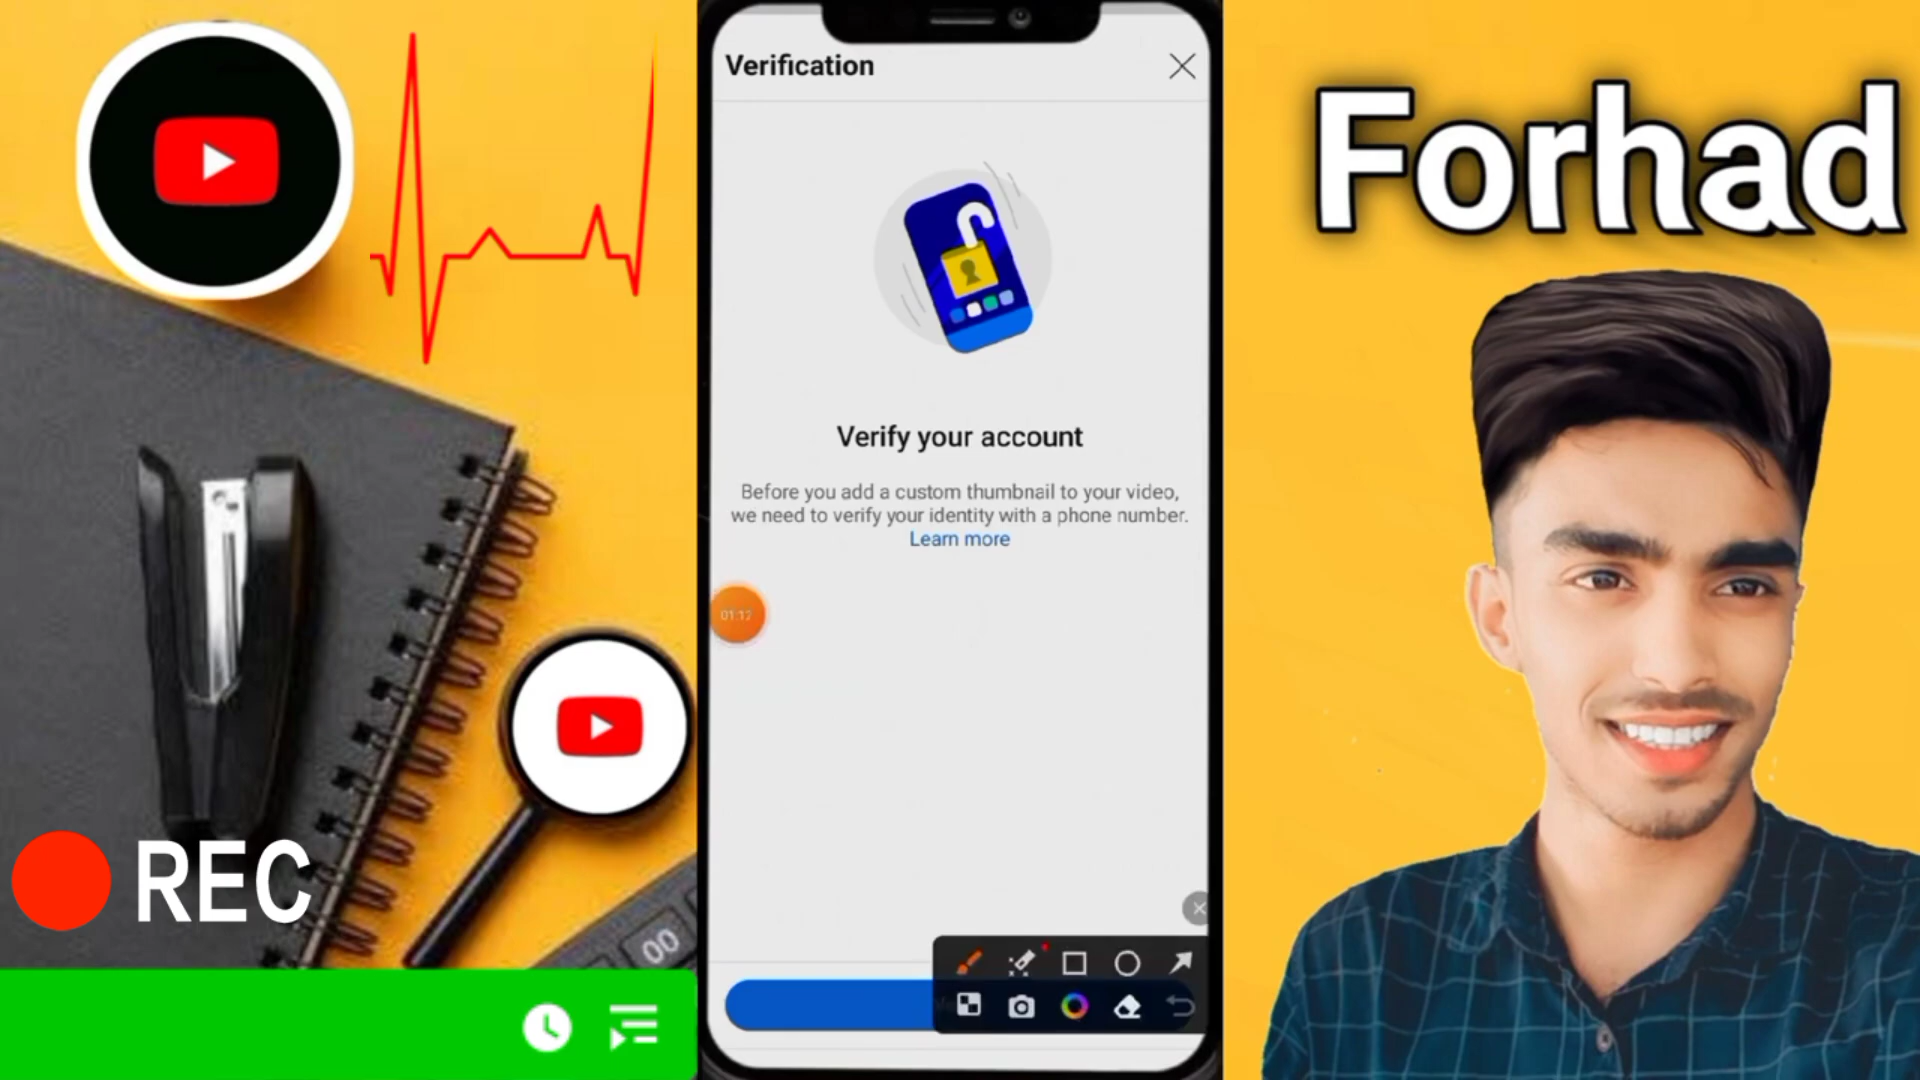 Verification
Forhad
Verify your account
Before you add a custom thumbnail to your video,
we need to verify your identity with a phone number.
Learn more
01:12
REC
00